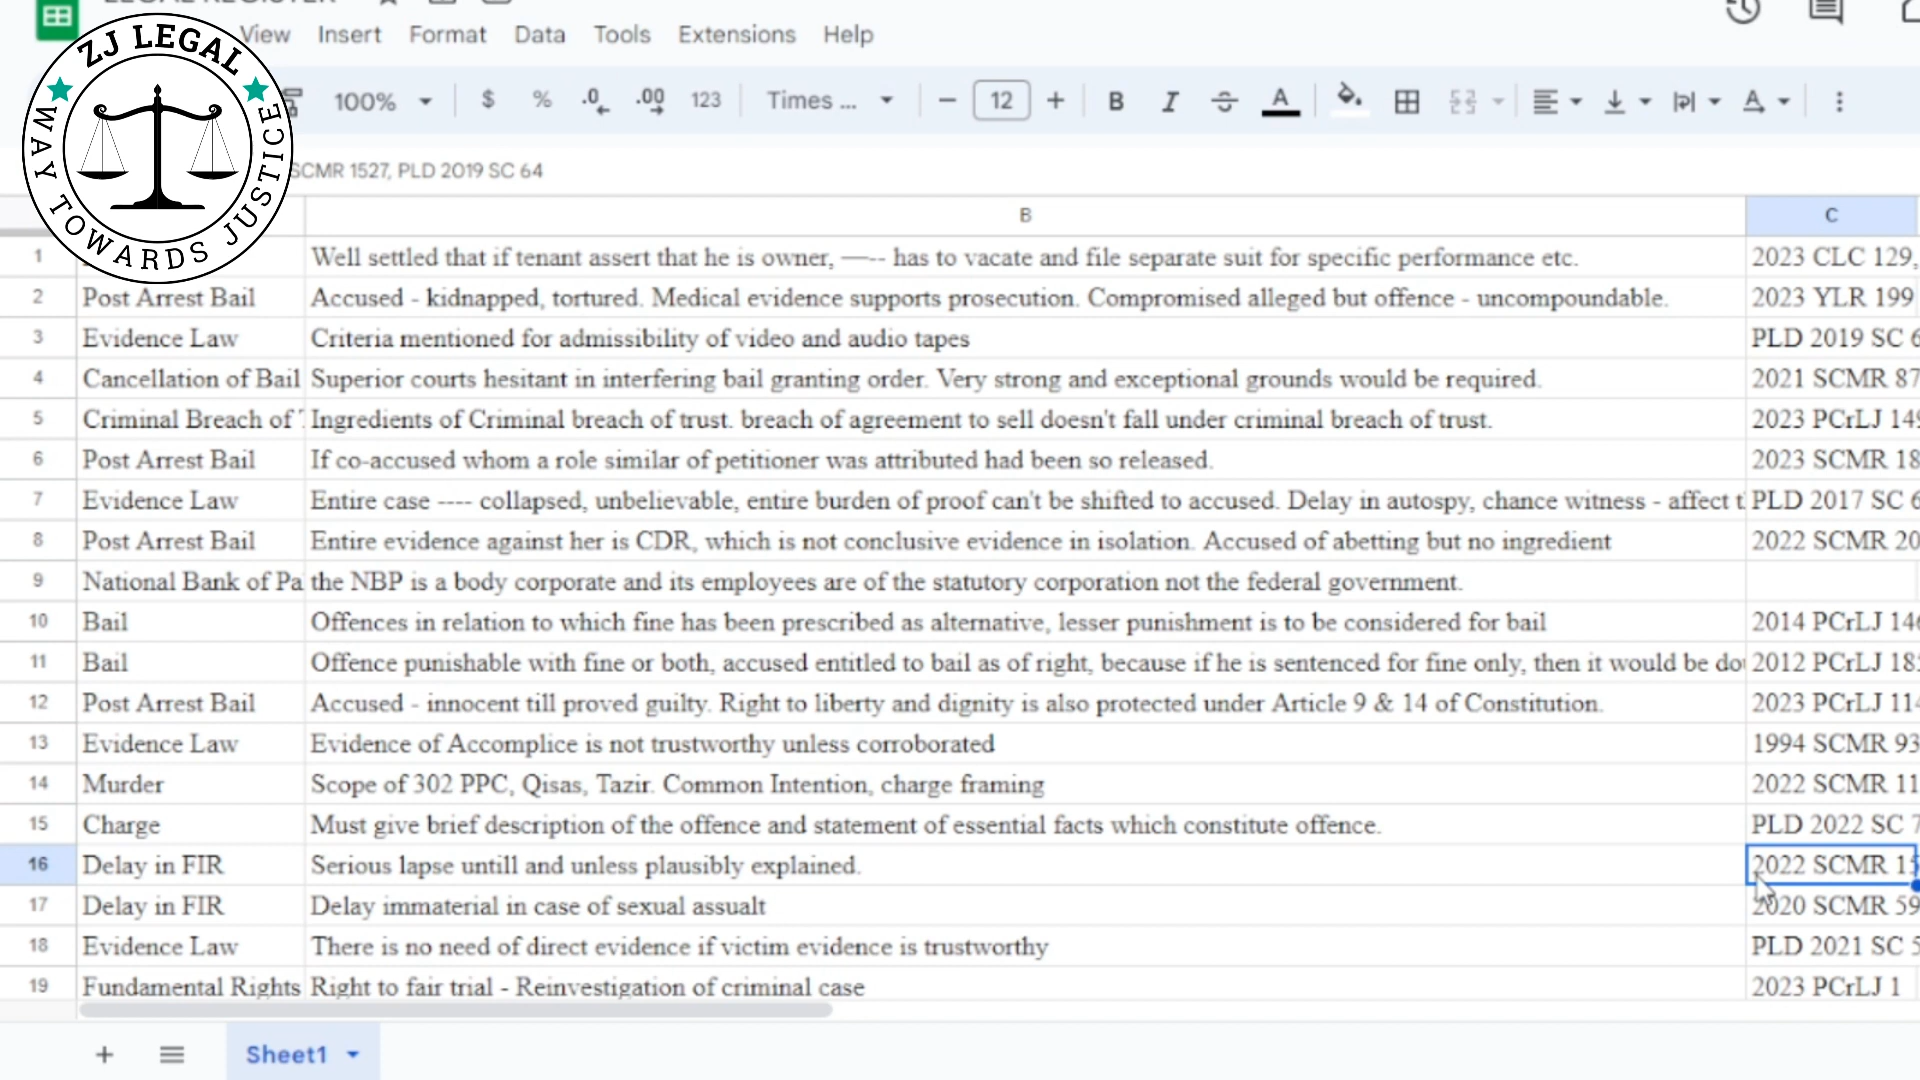 ZJ LEGAL
WAY TOWARDS JUSTICE
View Insert Format Data Tools Extensions Help
100% $ % .0 .00 123 Times ... − 12 + B I A
SCMR 1527, PLD 2019 SC 64
B C
1 Well settled that if tenant assert that he is owner, —-- has to vacate and file separate suit for specific performance etc. 2023 CLC 129,
2 Post Arrest Bail Accused - kidnapped, tortured. Medical evidence supports prosecution. Compromised alleged but offence - uncompoundable. 2023 YLR 199
3 Evidence Law Criteria mentioned for admissibility of video and audio tapes PLD 2019 SC 6
4 Cancellation of Bail Superior courts hesitant in interfering bail granting order. Very strong and exceptional grounds would be required. 2021 SCMR 87
5 Criminal Breach of Ingredients of Criminal breach of trust. breach of agreement to sell doesn't fall under criminal breach of trust. 2023 PCrLJ 149
6 Post Arrest Bail If co-accused whom a role similar of petitioner was attributed had been so released. 2023 SCMR 18
7 Evidence Law Entire case ---- collapsed, unbelievable, entire burden of proof can't be shifted to accused. Delay in autospy, chance witness - affect PLD 2017 SC 6
8 Post Arrest Bail Entire evidence against her is CDR, which is not conclusive evidence in isolation. Accused of abetting but no ingredient 2022 SCMR 20
9 National Bank of Pa the NBP is a body corporate and its employees are of the statutory corporation not the federal government.
10 Bail Offences in relation to which fine has been prescribed as alternative, lesser punishment is to be considered for bail 2014 PCrLJ 146
11 Bail Offence punishable with fine or both, accused entitled to bail as of right, because if he is sentenced for fine only, then it would be dou 2012 PCrLJ 18
12 Post Arrest Bail Accused - innocent till proved guilty. Right to liberty and dignity is also protected under Article 9 & 14 of Constitution. 2023 PCrLJ 114
13 Evidence Law Evidence of Accomplice is not trustworthy unless corroborated 1994 SCMR 93
14 Murder Scope of 302 PPC, Qisas, Tazir. Common Intention, charge framing 2022 SCMR 11
15 Charge Must give brief description of the offence and statement of essential facts which constitute offence. PLD 2022 SC 7
16 Delay in FIR Serious lapse untill and unless plausibly explained. 2022 SCMR 15
17 Delay in FIR Delay immaterial in case of sexual assualt 2020 SCMR 59
18 Evidence Law There is no need of direct evidence if victim evidence is trustworthy PLD 2021 SC 5
19 Fundamental Rights Right to fair trial - Reinvestigation of criminal case 2023 PCrLJ 1
+ Sheet1